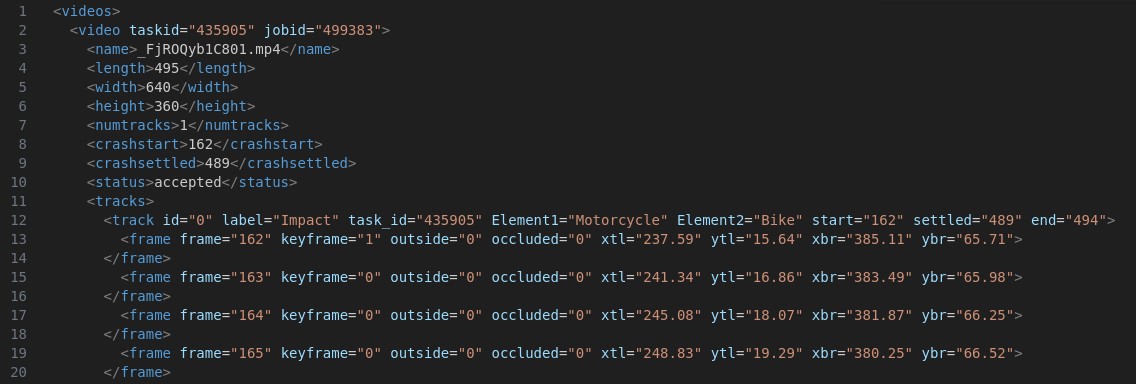 1 <videos>
2 <video taskid="435905" jobid="499383">
3 <name>_FjROQyb1C801.mp4</name>
4 <length>495</length>
5 <width>640</width>
6 <height>360</height>
7 <numtracks>1</numtracks>
8 <crashstart>162</crashstart>
9 <crashsettled>489</crashsettled>
10 <status>accepted</status>
11 <tracks>
12 <track id="0" label="Impact" task_id="435905" Element1="Motorcycle" Element2="Bike" start="162" settled="489" end="494">
13 <frame frame="162" keyframe="1" outside="0" occluded="0" xtl="237.59" ytl="15.64" xbr="385.11" ybr="65.71">
14 </frame>
15 <frame frame="163" keyframe="0" outside="0" occluded="0" xtl="241.34" ytl="16.86" xbr="383.49" ybr="65.98">
16 </frame>
17 <frame frame="164" keyframe="0" outside="0" occluded="0" xtl="245.08" ytl="18.07" xbr="381.87" ybr="66.25">
18 </frame>
19 <frame frame="165" keyframe="0" outside="0" occluded="0" xtl="248.83" ytl="19.29" xbr="380.25" ybr="66.52">
20 </frame>